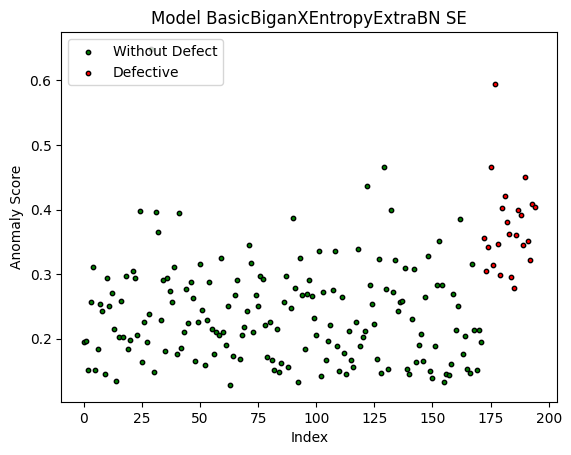 Model BasicBiganXEntropyExtraBN SE
Without Defect
Defective
Anomaly Score
0.6
0.5
0.4
0.3
0.2
0 25 50 75 100 125 150 175 200
Index